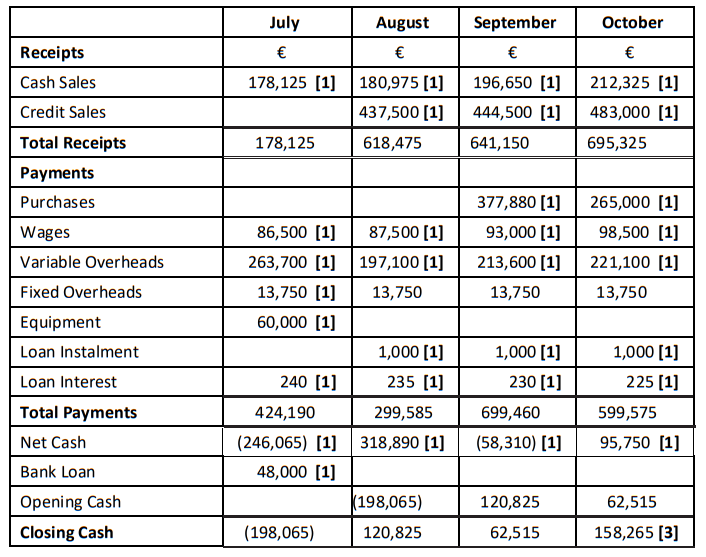 July August September October
Receipts € € € €
Cash Sales 178,125 [1] 180,975 [1] 196,650 [1] 212,325 [1]
Credit Sales 437,500 [1] 444,500 [1] 483,000 [1]
Total Receipts 178,125 618,475 641,150 695,325
Payments
Purchases 377,880 [1] 265,000 [1]
Wages 86,500 [1] 87,500 [1] 93,000 [1] 98,500 [1]
Variable Overheads 263,700 [1] 197,100 [1] 213,600 [1] 221,100 [1]
Fixed Overheads 13,750 [1] 13,750 13,750 13,750
Equipment 60,000 [1]
Loan Instalment 1,000 [1] 1,000 [1] 1,000 [1]
Loan Interest 240 [1] 235 [1] 230 [1] 225 [1]
Total Payments 424,190 299,585 699,460 599,575
Net Cash (246,065) [1] 318,890 [1] (58,310) [1] 95,750 [1]
Bank Loan 48,000 [1]
Opening Cash (198,065) 120,825 62,515
Closing Cash (198,065) 120,825 62,515 158,265 [3]